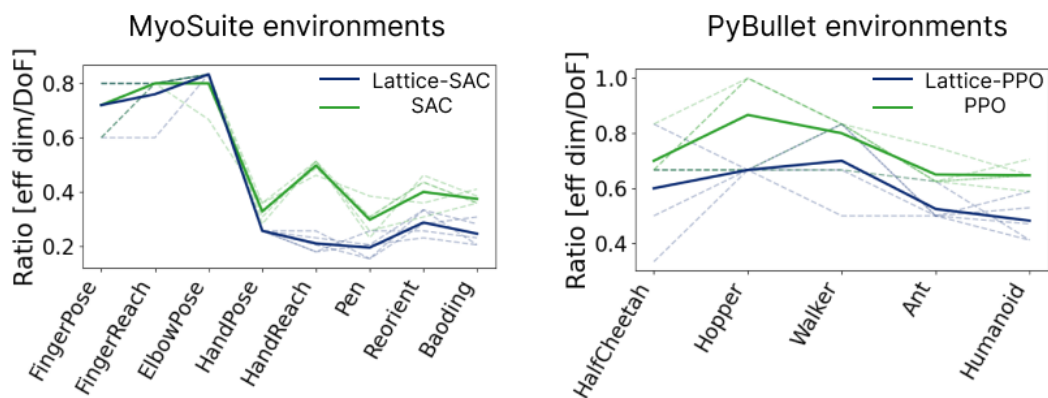 MyoSuite environments
Ratio [eff dim/DoF]
0.8
0.6
0.4
0.2
Lattice-SAC
SAC
FingerPose
FingerReach
ElbowPose
HandPose
HandReach
Pen
Reorient
Baoding
PyBullet environments
Ratio [eff dim/DoF]
1.0
0.8
0.6
0.4
Lattice-PPO
PPO
HalfCheetah
Hopper
Walker
Ant
Humanoid